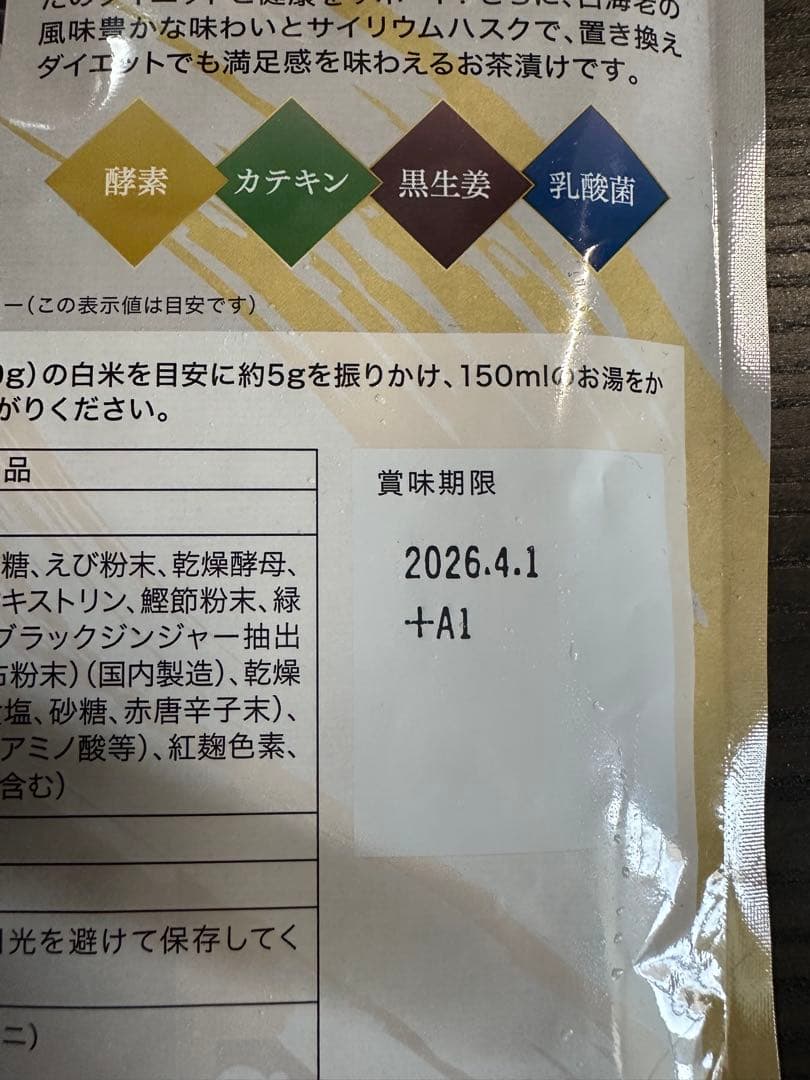 風味豊かな味わいとサイリウムハスクで、置き換え
ダイエットでも満足感を味わえるお茶漬けです。
酵素
カテキン
黒生姜
乳酸菌
ー(この表示値は目安です)
g)の白米を目安に約5gを振りかけ、150mlのお湯をか
がりください。
品
賞味期限
2026.4.1
+A1
糖、えび粉末、乾燥酵母、
キストリン、鰹節粉末、緑
ブラックジンジャー抽出
粉末)(国内製造)、乾燥
塩、砂糖、赤唐辛子末)、
アミノ酸等)、紅麹色素、
含む)
光を避けて保存してく
ニ)